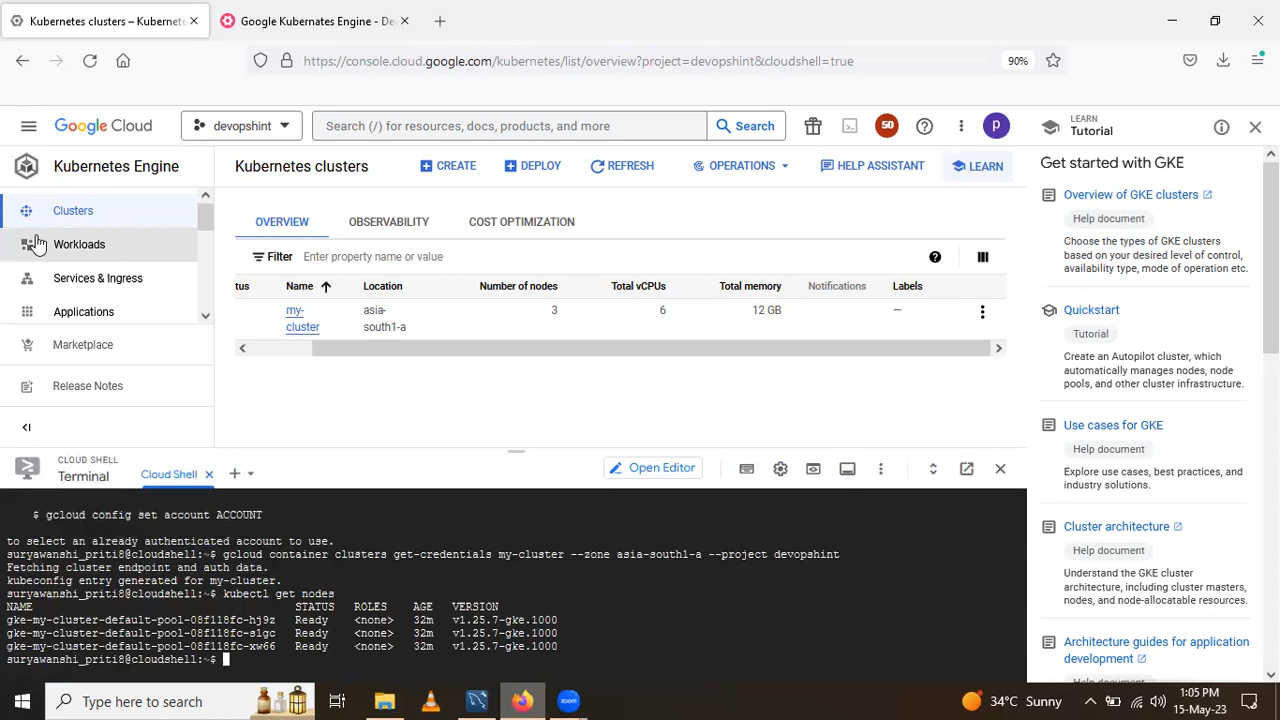 Kubernetes clusters – Kubernete
Google Kubernates Engine - De
https://console.cloud.google.com/kubernetes/list/overview?project=devopshint&cloudshell=true
90%
Google Cloud
devopshint
Search (/) for resources, docs, products, and more
Search
50
p
LEARN
Tutorial
Kubernetes Engine
Kubernetes clusters
CREATE
DEPLOY
REFRESH
OPERATIONS
HELP ASSISTANT
LEARN
Clusters
Workloads
Services & Ingress
Applications
Marketplace
Release Notes
OVERVIEW
OBSERVABILITY
COST OPTIMIZATION
Filter Enter property name or value
tus Name Location Number of nodes Total vCPUs Total memory Notifications Labels
my-cluster asia-south1-a 3 6 12 GB –
Get started with GKE
Overview of GKE clusters
Help document
Choose the types of GKE clusters
based on your desired level of control,
availability type, mode of operation etc.
Quickstart
Tutorial
Create an Autopilot cluster, which
automatically manages nodes, node
pools, and other cluster infrastructure.
Use cases for GKE
Help document
Explore use cases, best practices, and
industry solutions.
Cluster architecture
Help document
Understand the GKE cluster
architecture, including cluster masters,
nodes, and node-allocatable resources.
Architecture guides for application
development
CLOUD SHELL
Terminal
Cloud Shell
Open Editor
$ gcloud config set account ACCOUNT
to select an already authenticated account to use.
suryawanshi_priti8@cloudshell:~$ gcloud container clusters get-credentials my-cluster --zone asia-south1-a --project devopshint
Fetching cluster endpoint and auth data.
kubeconfig entry generated for my-cluster.
suryawanshi_priti8@cloudshell:~$ kubectl get nodes
NAME STATUS ROLES AGE VERSION
gke-my-cluster-default-pool-08f118fc-hj9z Ready <none> 32m v1.25.7-gke.1000
gke-my-cluster-default-pool-08f118fc-s1gc Ready <none> 32m v1.25.7-gke.1000
gke-my-cluster-default-pool-08f118fc-xw66 Ready <none> 32m v1.25.7-gke.1000
suryawanshi_priti8@cloudshell:~$
Type here to search
zoom
34°C Sunny
1:05 PM
15-May-23